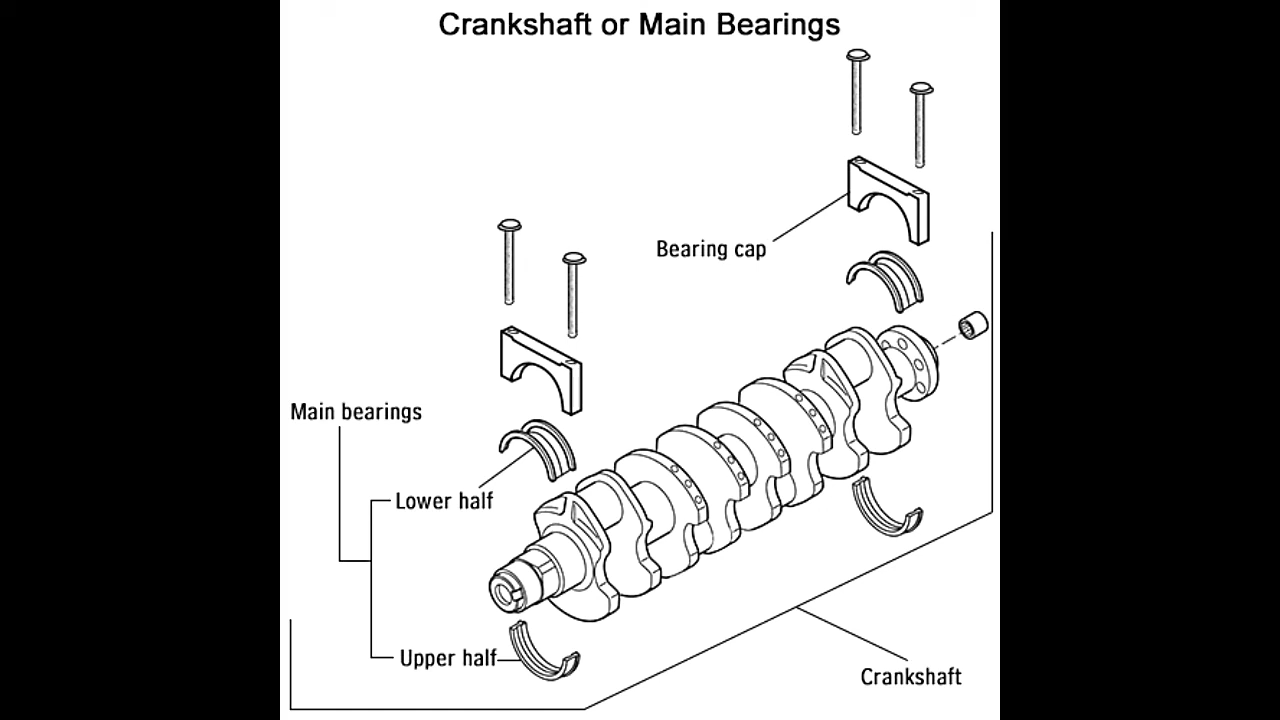 Crankshaft or Main Bearings
Bearing cap
Main bearings
Lower half
Upper half
Crankshaft